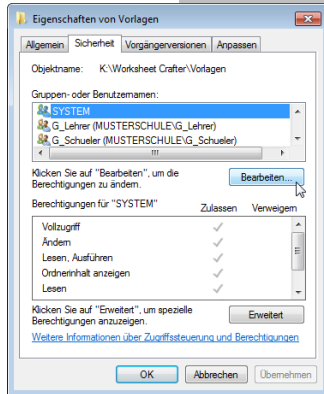 Eigenschaften von Vorlagen
Allgemein Sicherheit Vorgängerversionen Anpassen
Objektname: K:\Worksheet Crafter\Vorlagen
Gruppen- oder Benutzernamen:
SYSTEM
G_Lehrer (MUSTERSCHULE\G_Lehrer)
G_Schueler (MUSTERSCHULE\G_Schueler)
Klicken Sie auf "Bearbeiten", um die
Berechtigungen zu ändern.
Bearbeiten...
Berechtigungen für "SYSTEM" Zulassen Verweigern
Vollzugriff
Ändern
Lesen, Ausführen
Ordnerinhalt anzeigen
Lesen
Klicken Sie auf "Erweitert", um spezielle
Berechtigungen anzuzeigen.
Erweitert
Weitere Informationen über Zugriffssteuerung und Berechtigungen
OK Abbrechen Übernehmen